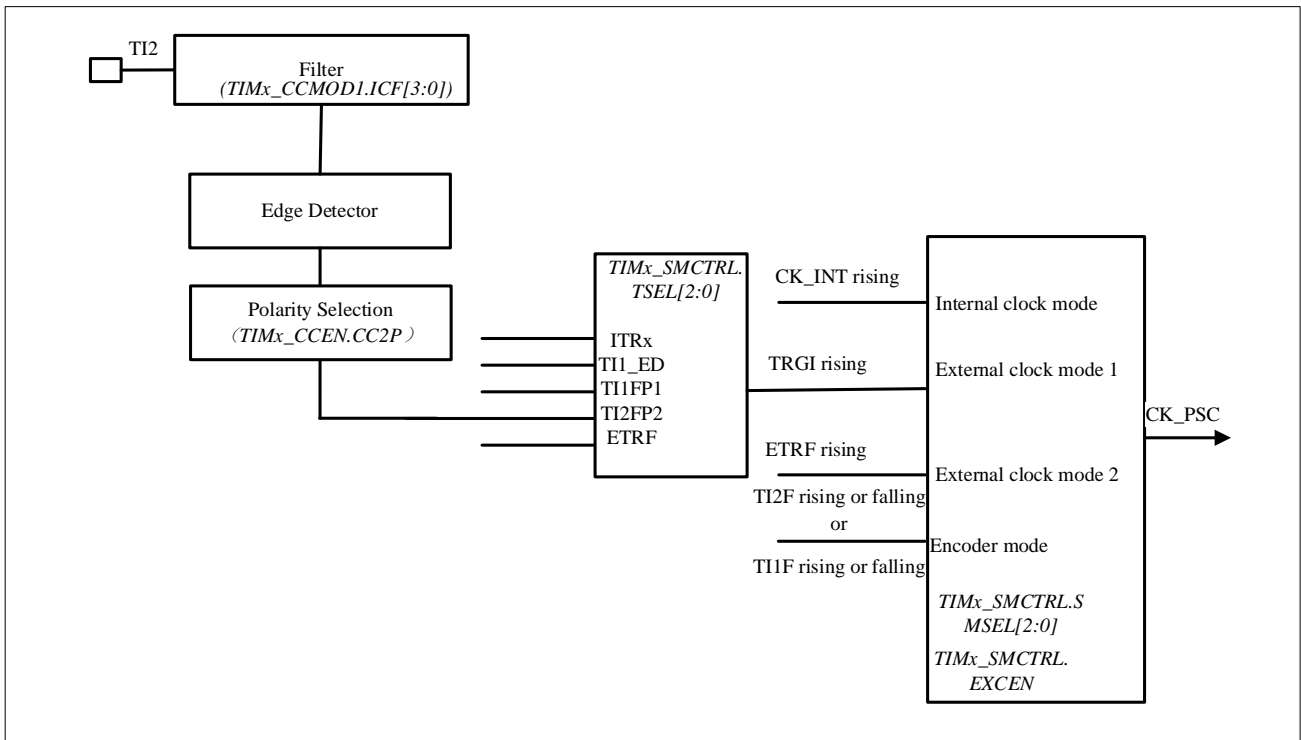 TI2
Filter
(TIMx_CCMOD1.ICF[3:0])
Edge Detector
Polarity Selection
（TIMx_CCEN.CC2P）
TIMx_SMCTRL.
TSEL[2:0]
ITRx
TI1_ED
TI1FP1
TI2FP2
ETRF
CK_INT rising
TRGI rising
ETRF rising
TI2F rising or falling
or
TI1F rising or falling
Internal clock mode
External clock mode 1
External clock mode 2
Encoder mode
TIMx_SMCTRL.S
MSEL[2:0]
TIMx_SMCTRL.
EXCEN
CK_PSC